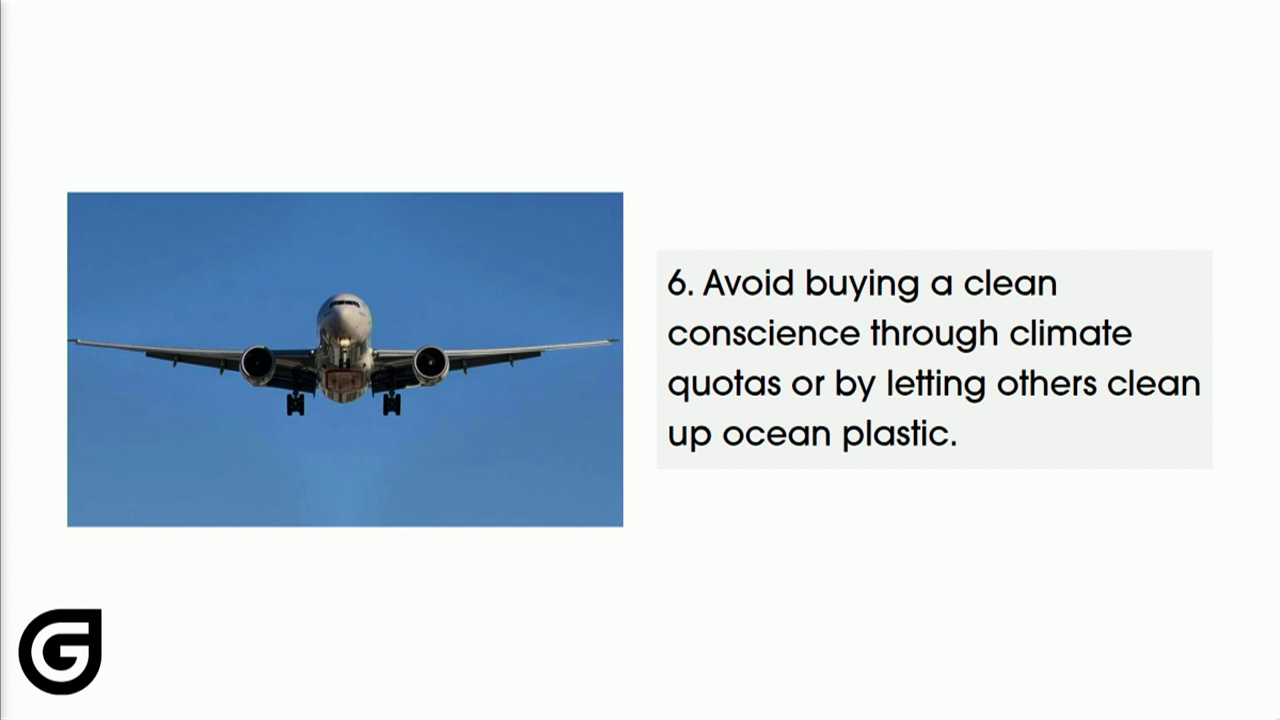 6. Avoid buying a clean
conscience through climate
quotas or by letting others clean
up ocean plastic.
G